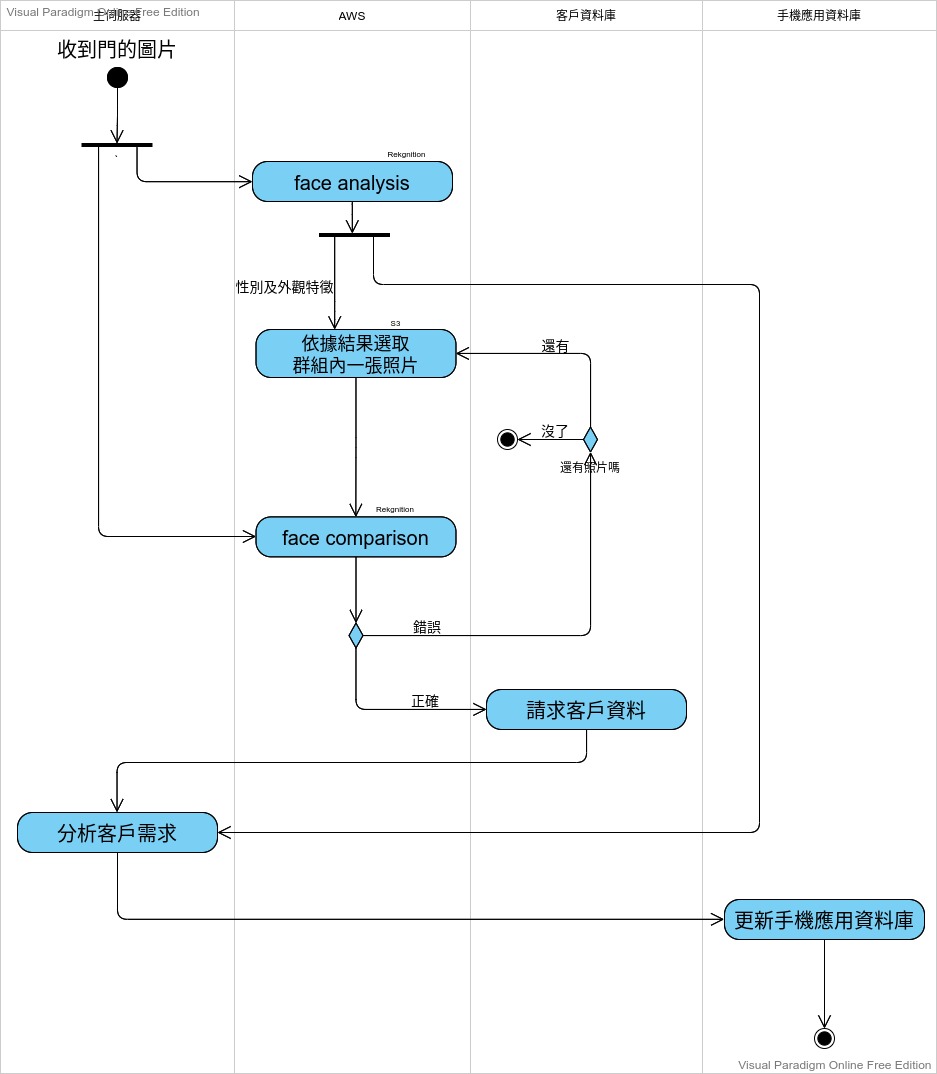 Visual Paradigm Online Free Edition
主伺服器
AWS
客戶資料庫
手機應用資料庫
收到門的圖片
Rekgnition
face analysis
性別及外觀特徵
S3
依據結果選取
群組內一張照片
還有
沒了
還有照片嗎
Rekgnition
face comparison
錯誤
正確
請求客戶資料
分析客戶需求
更新手機應用資料庫
Visual Paradigm Online Free Edition